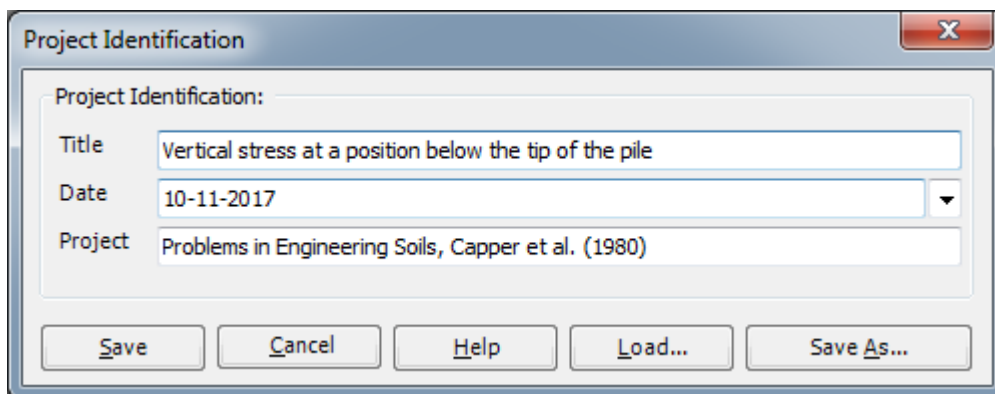 Project Identification
Project Identification:
Title Vertical stress at a position below the tip of the pile
Date 10-11-2017
Project Problems in Engineering Soils, Capper et al. (1980)
Save Cancel Help Load... Save As...